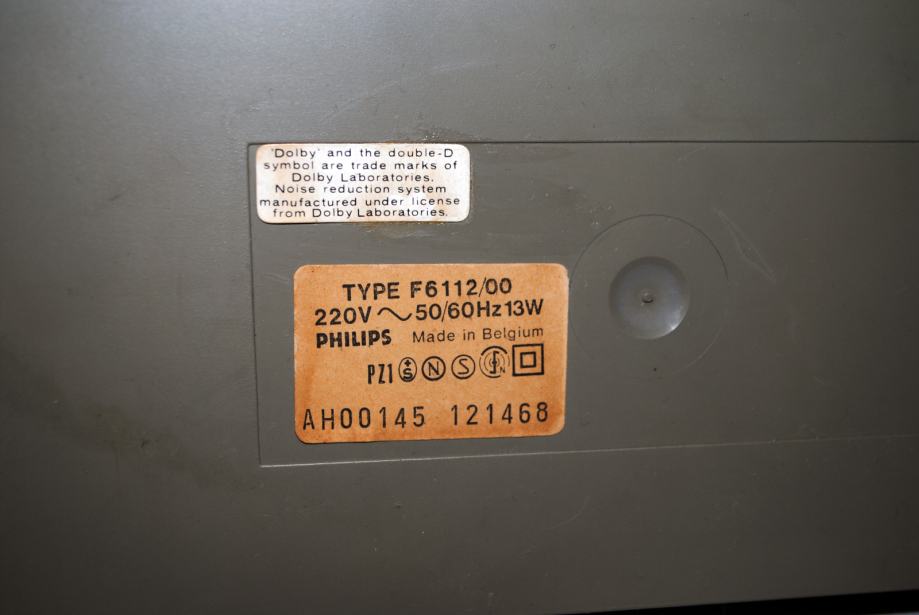 'Dolby' and the double-D
symbol are trade marks of
Dolby Laboratories.
Noise reduction system
manufactured under license
from Dolby Laboratories.
TYPE F6112/00
220V ~ 50/60Hz 13W
PHILIPS Made in Belgium
PZ1 +S N S
AH00145 121468